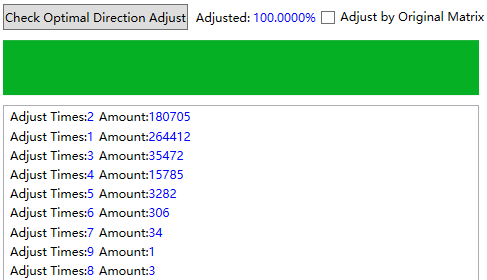 Check Optimal Direction Adjust Adjusted: 100.0000% Adjust by Original Matrix
Adjust Times:2 Amount:180705
Adjust Times:1 Amount:264412
Adjust Times:3 Amount:35472
Adjust Times:4 Amount:15785
Adjust Times:5 Amount:3282
Adjust Times:6 Amount:306
Adjust Times:7 Amount:34
Adjust Times:9 Amount:1
Adjust Times:8 Amount:3